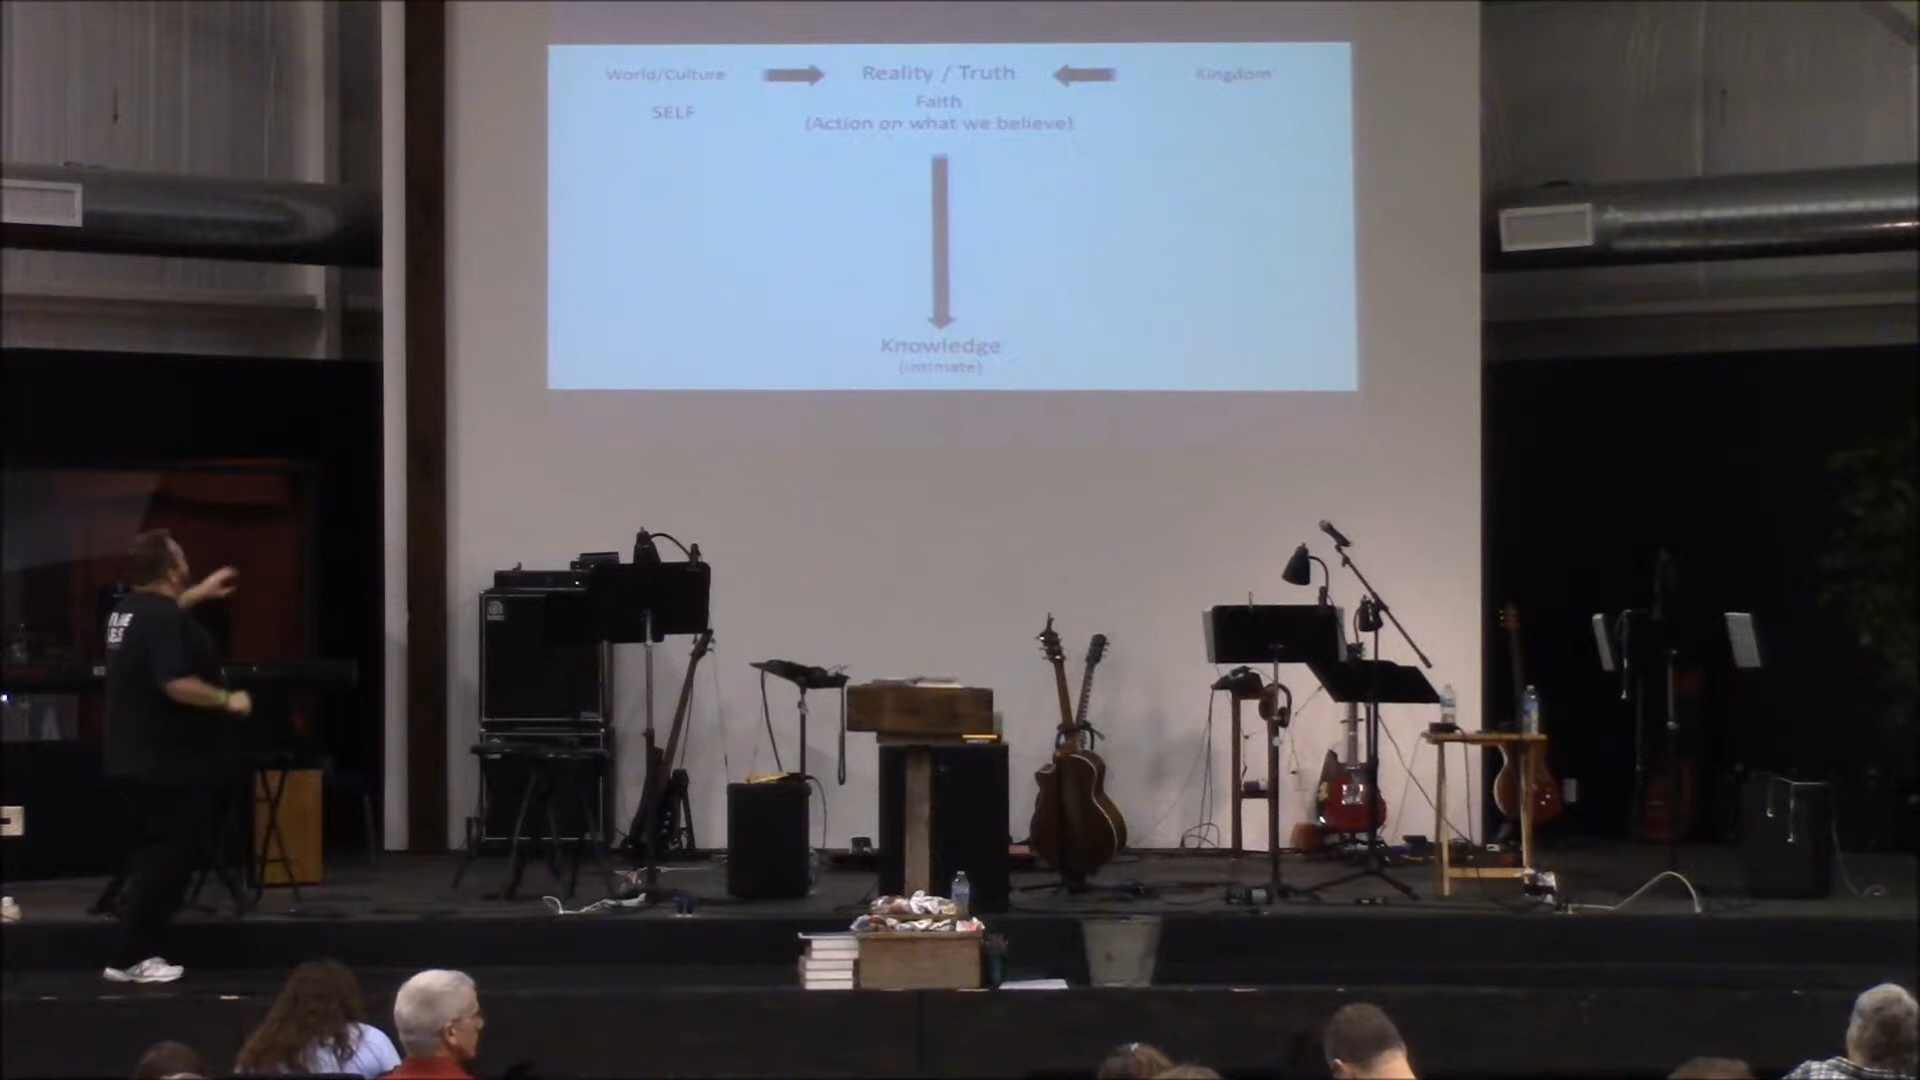 World/Culture
Reality / Truth
Kingdom
SELF
Faith
(Action on what we believe)
Knowledge
(intimate)